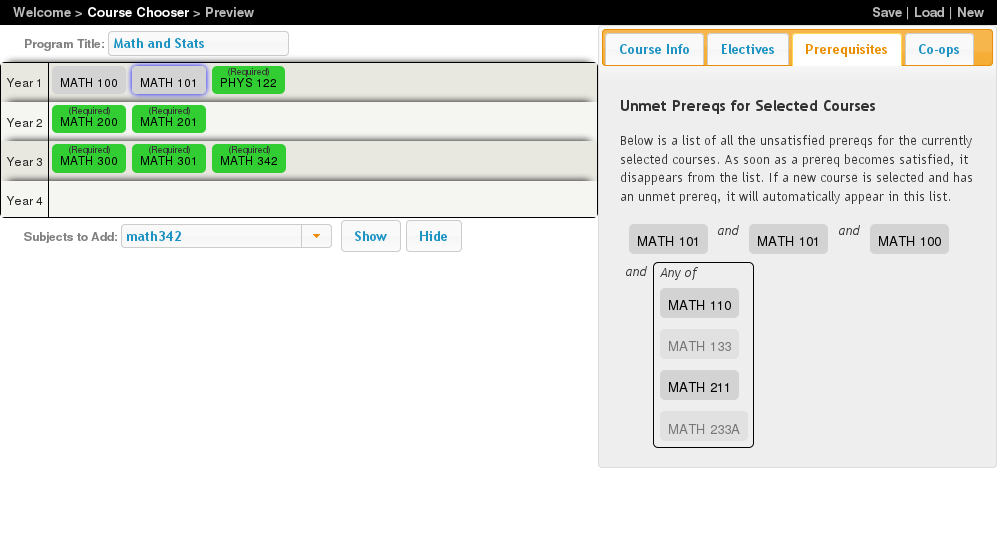 Welcome > Course Chooser > Preview
Save | Load | New
Program Title: Math and Stats
Year 1
MATH 100
MATH 101
(Required)
PHYS 122
Year 2
(Required)
MATH 200
(Required)
MATH 201
Year 3
(Required)
MATH 300
(Required)
MATH 301
(Required)
MATH 342
Year 4
Subjects to Add: math342
Show
Hide
Course Info
Electives
Prerequisites
Co-ops
Unmet Prereqs for Selected Courses
Below is a list of all the unsatisfied prereqs for the currently
selected courses. As soon as a prereq becomes satisfied, it
disappears from the list. If a new course is selected and has
an unmet prereq, it will automatically appear in this list.
MATH 101 and MATH 101 and MATH 100
and Any of
MATH 110
MATH 133
MATH 211
MATH 233A